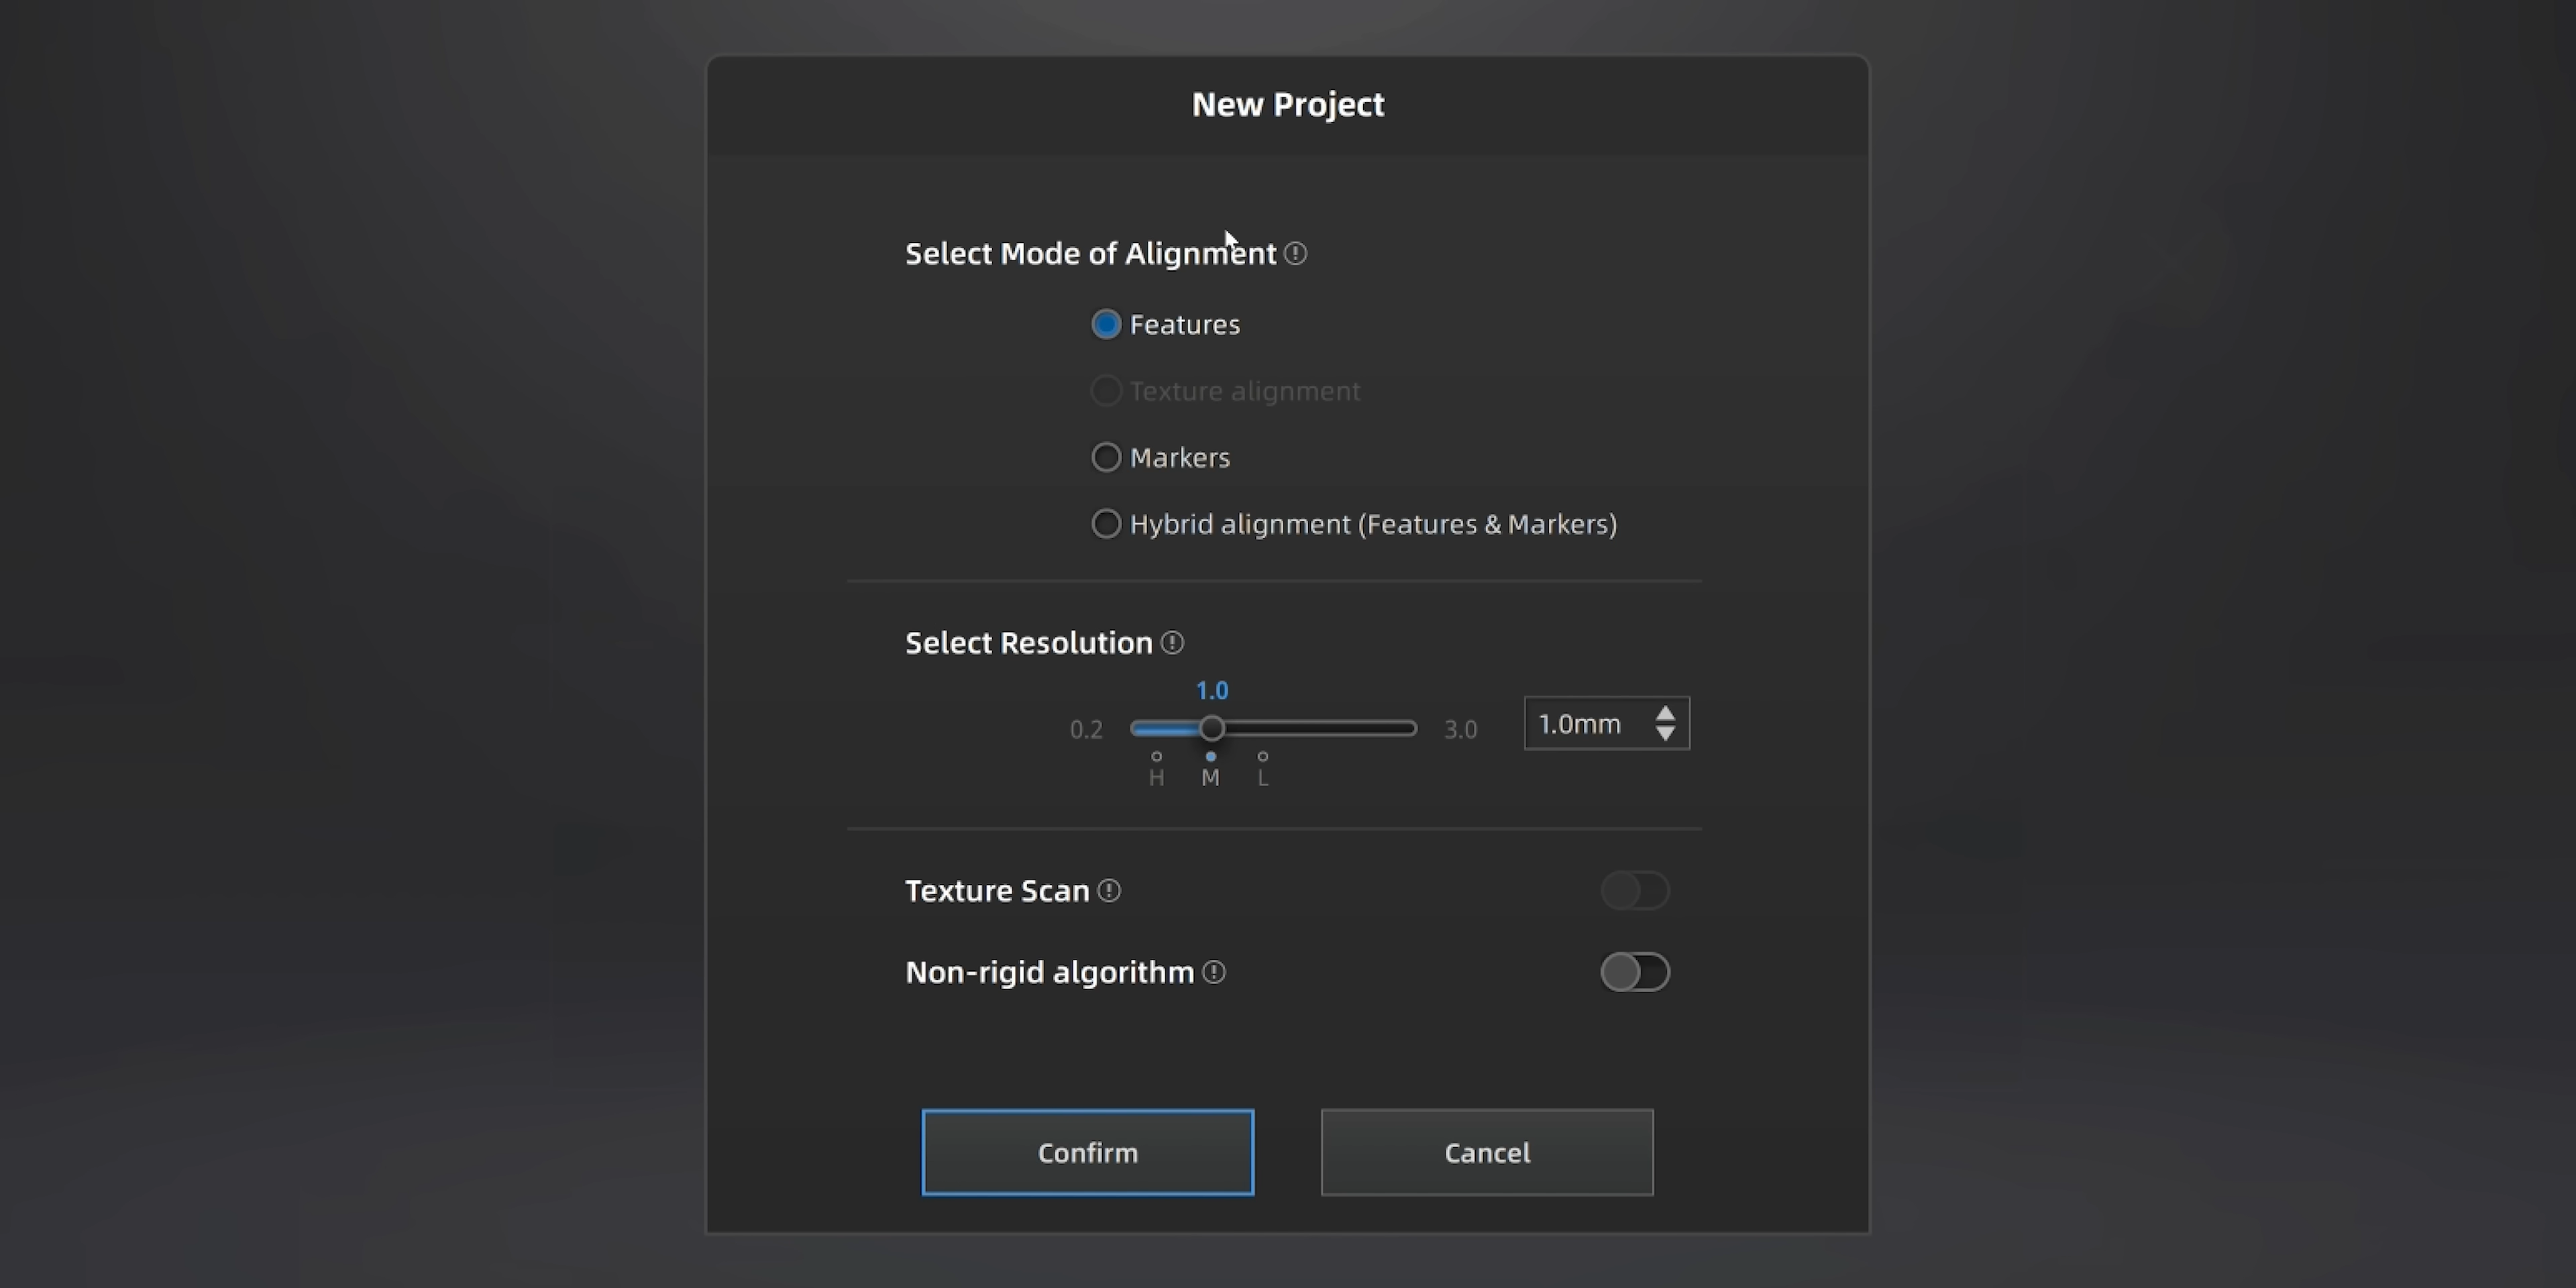 New Project
Select Mode of Alignment
Features
Texture alignment
Markers
Hybrid alignment (Features & Markers)
Select Resolution
1.0
0.2 3.0 1.0mm
H M L
Texture Scan
Non-rigid algorithm
Confirm Cancel